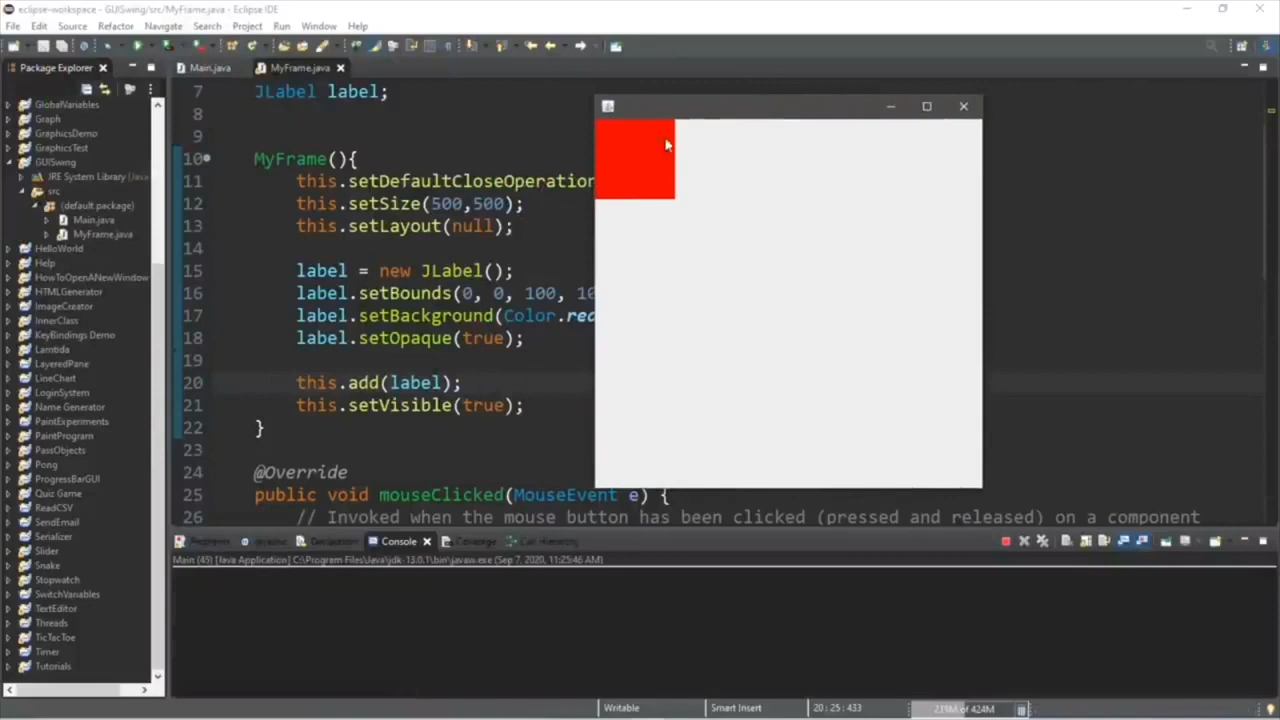 eclipse-workspace - GUISwing/src/MyFrame.java - Eclipse IDE
File Edit Source Refactor Navigate Search Project Run Window Help
Package Explorer
Main.java
MyFrame.java
GlobalVariables
Graph
GraphicsDemo
GraphicsTest
GUISwing
JRE System Library [Java
src
(default package)
Main.java
MyFrame.java
HelloWorld
Help
HowToOpenANewWindow
HTMLGenerator
ImageCreator
InnerClass
KeyBindings Demo
Lambda
LayeredPane
LineChart
LoginSystem
Name Generator
PaintExperiments
PaintProgram
PassObjects
Pong
ProgressBarGUI
Quiz Game
ReadCSV
SendEmail
Serializer
Slider
Snake
Stopwatch
SwitchVariables
TextEditor
Threads
TicTacToe
Timer
Tutorials
7 JLabel label;
8
9
10 MyFrame(){
11 this.setDefaultCloseOperation
12 this.setSize(500,500);
13 this.setLayout(null);
14
15 label = new JLabel();
16 label.setBounds(0, 0, 100, 10
17 label.setBackground(Color.red
18 label.setOpaque(true);
19
20 this.add(label);
21 this.setVisible(true);
22 }
23
24 @Override
25 public void mouseClicked(MouseEvent e) {
26 // Invoked when the mouse button has been clicked (pressed and released) on a component
Problems Declaration Console Coverage Call Hierarchy
Main (45) [Java Application] C:\Program Files\Java\jdk-13.0.1\bin\javaw.exe (Sep 7, 2020, 11:25:46 AM)
Writable Smart Insert 20 : 25 : 433 of 424M